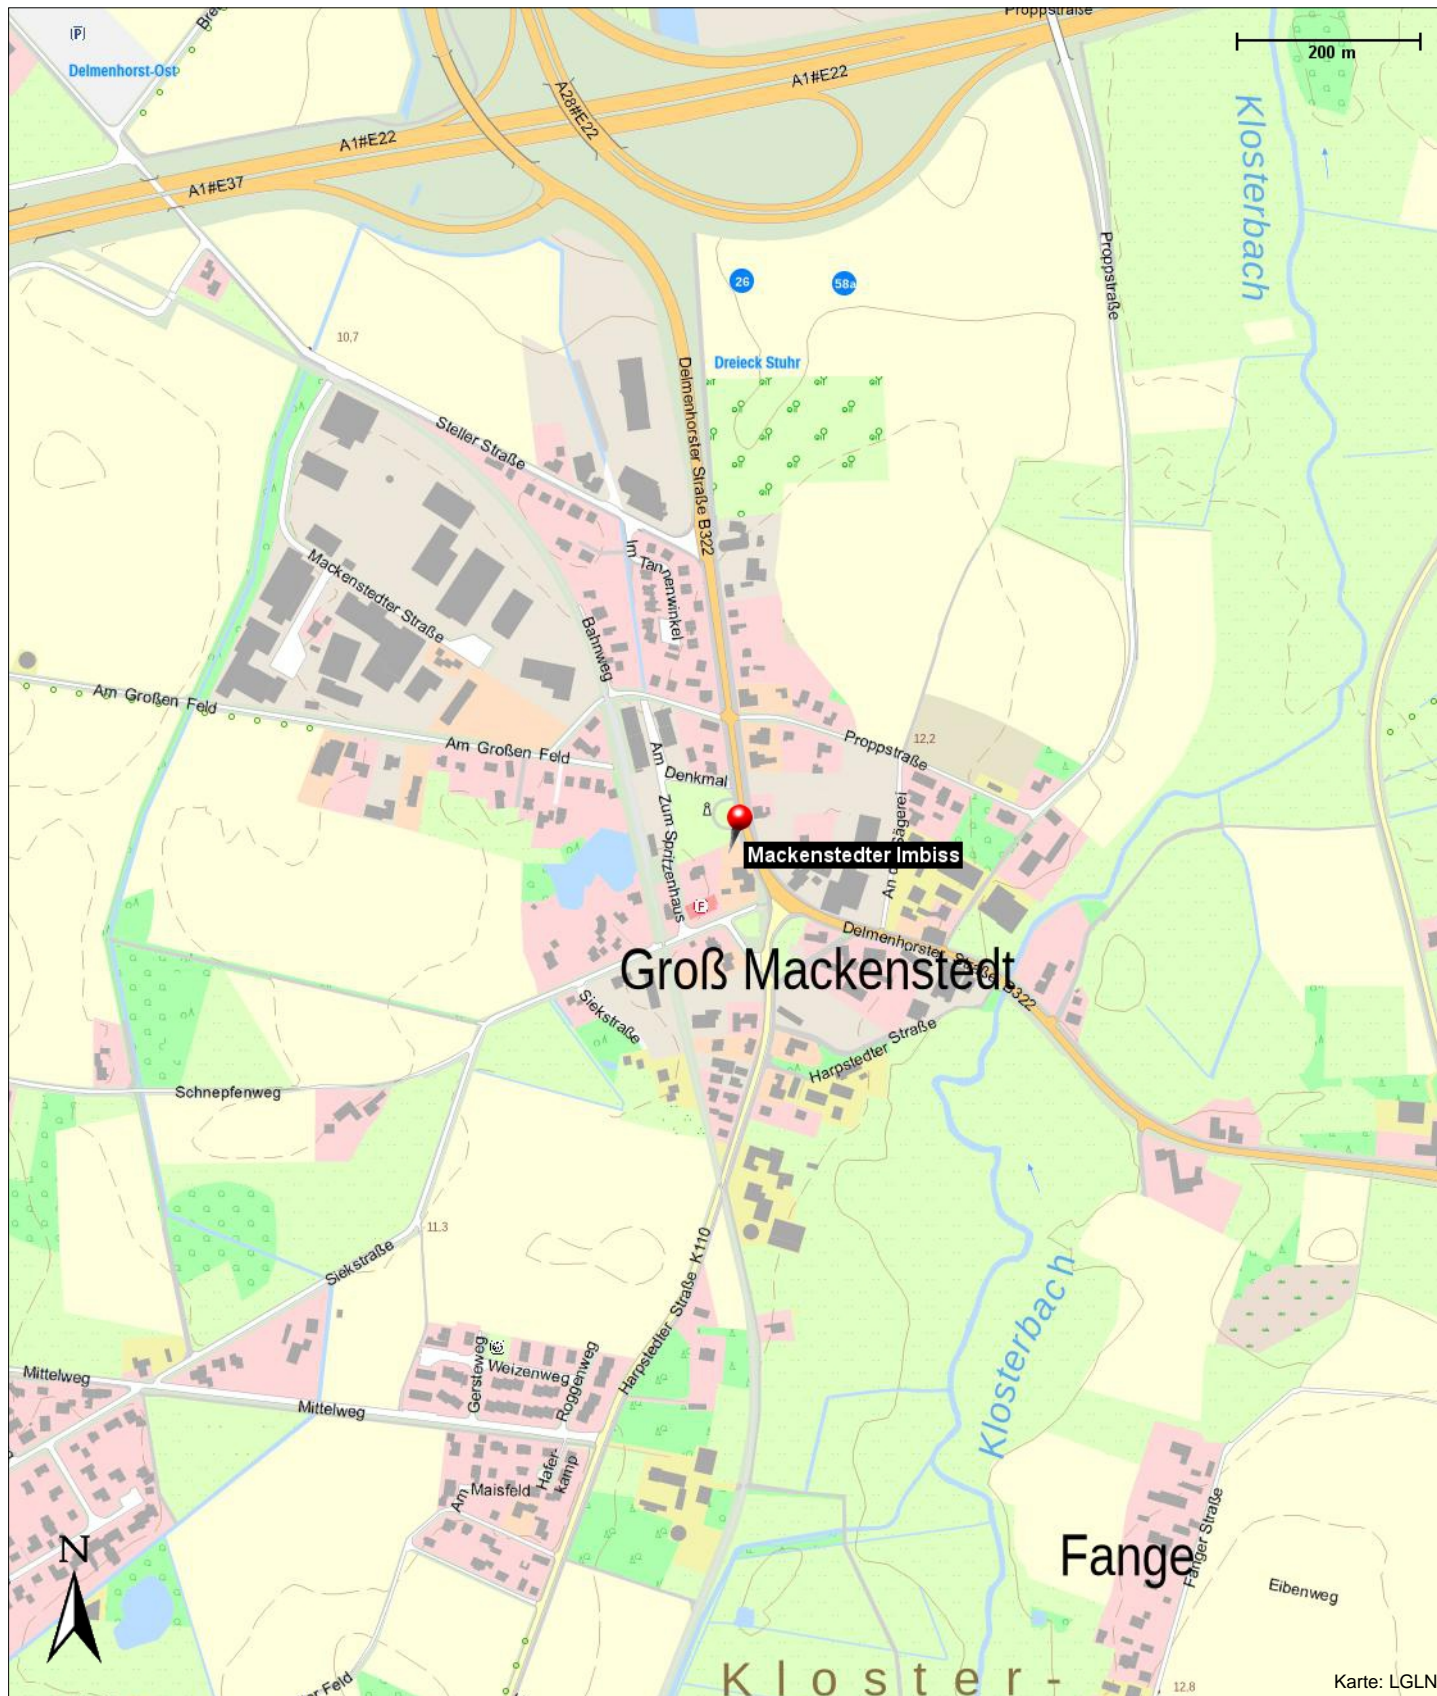 Proppstraße
200 m
P
Delmenhorst-Ost
A1#E22
A28#E22
A1#E22
A1#E37
Klosterbach
Proppstraße
26
58a
10,7
Dreieck Stuhr
Delmenhorster Straße B322
Steller Straße
Im Tannenwinkel
Mackenstedter Straße
Bahnweg
Am Großen Feld
Am Großen Feld
Proppstraße
12,2
Am Denkmal
Zum Spritzenhaus
Mackenstedter Imbiss
F
Delmenhorster Straße B322
Groß Mackenstedt
Siekstraße
Harpstedter Straße
Schnepfenweg
11,3
Siekstraße
Harpstedter Straße K110
Klosterbach
Gersteweg
Weizenweg
Roggenweg
Mittelweg
Mittelweg
Hafer-
kamp
Am Maisfeld
N
Fange
Fanger Straße
Eibenweg
Kloster-
12,8
Karte: LGLN